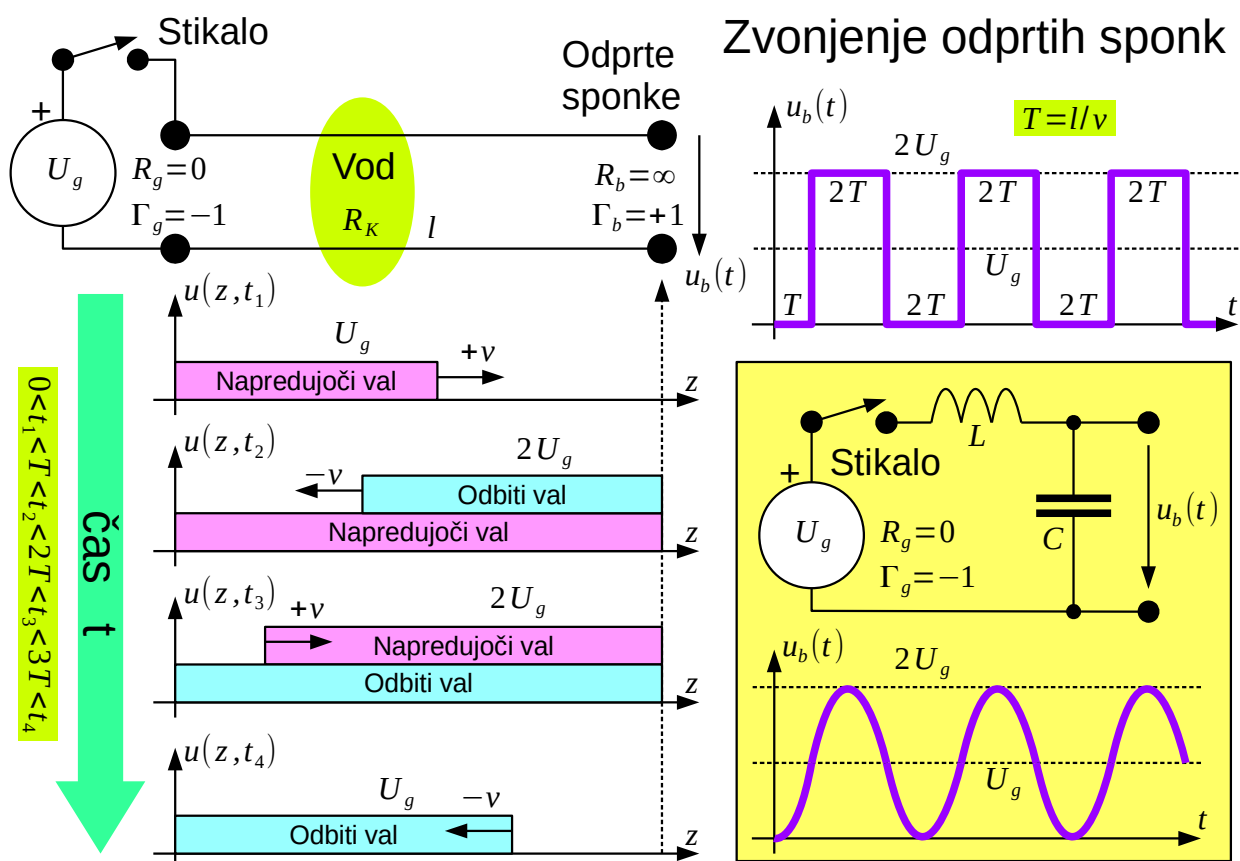 Zvonjenje odprtih sponk
Stikalo
Odprte
sponke
+
U_g
R_g=0
Γ_g=−1
Vod
R_K
l
R_b=∞
Γ_b=+1
u_b(t)
u_b(t)
T=l/v
2U_g
2T
2T
2T
U_g
T
2T
2T
t
čas t
0<t_1<T<t_2<2T<t_3<3T<t_4
u(z,t_1)
U_g
+v
Napredujoči val
z
u(z,t_2)
2U_g
−v
Odbiti val
Napredujoči val
z
u(z,t_3)
2U_g
+v
Napredujoči val
Odbiti val
z
u(z,t_4)
U_g
−v
Odbiti val
z
L
Stikalo
+
U_g
R_g=0
Γ_g=−1
C
u_b(t)
u_b(t)
2U_g
U_g
t